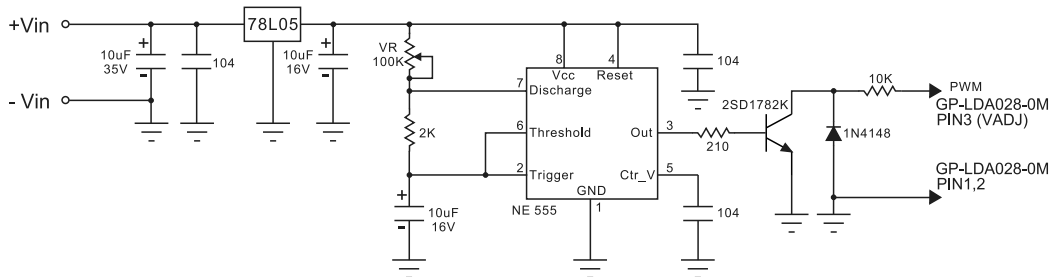 +Vin
78L05
10uF
35V
104
10uF
16V
VR
100K
- Vin
2K
10uF
16V
8
Vcc
4
Reset
7
Discharge
6
Threshold
2
Trigger
Out
3
Ctr_V
5
GND
1
NE 555
104
104
210
2SD1782K
1N4148
10K
PWM
GP-LDA028-0M
PIN3 (VADJ)
GP-LDA028-0M
PIN1,2
+
-
+
-
+
-